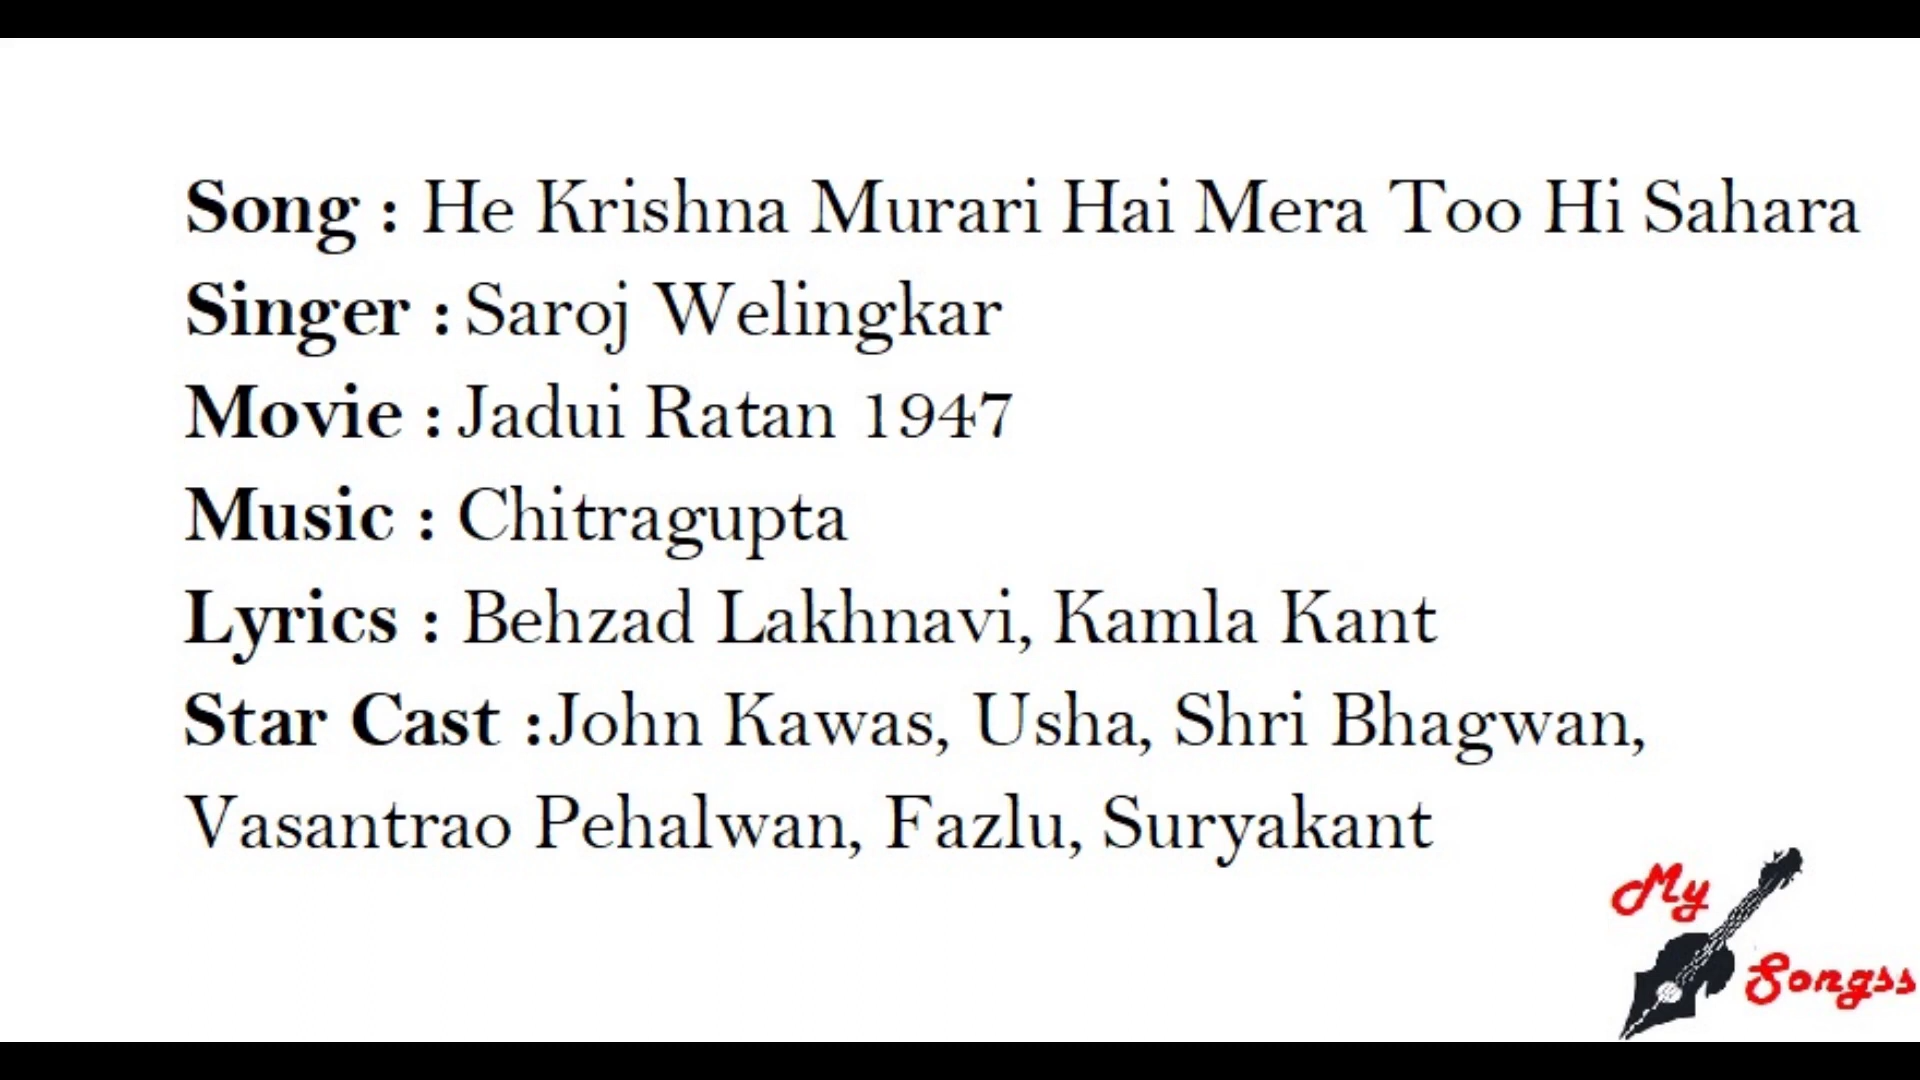 Song : He Krishna Murari Hai Mera Too Hi Sahara
Singer : Saroj Welingkar
Movie : Jadui Ratan 1947
Music : Chitragupta
Lyrics : Behzad Lakhnavi, Kamla Kant
Star Cast :John Kawas, Usha, Shri Bhagwan,
Vasantrao Pehalwan, Fazlu, Suryakant
My
Songss